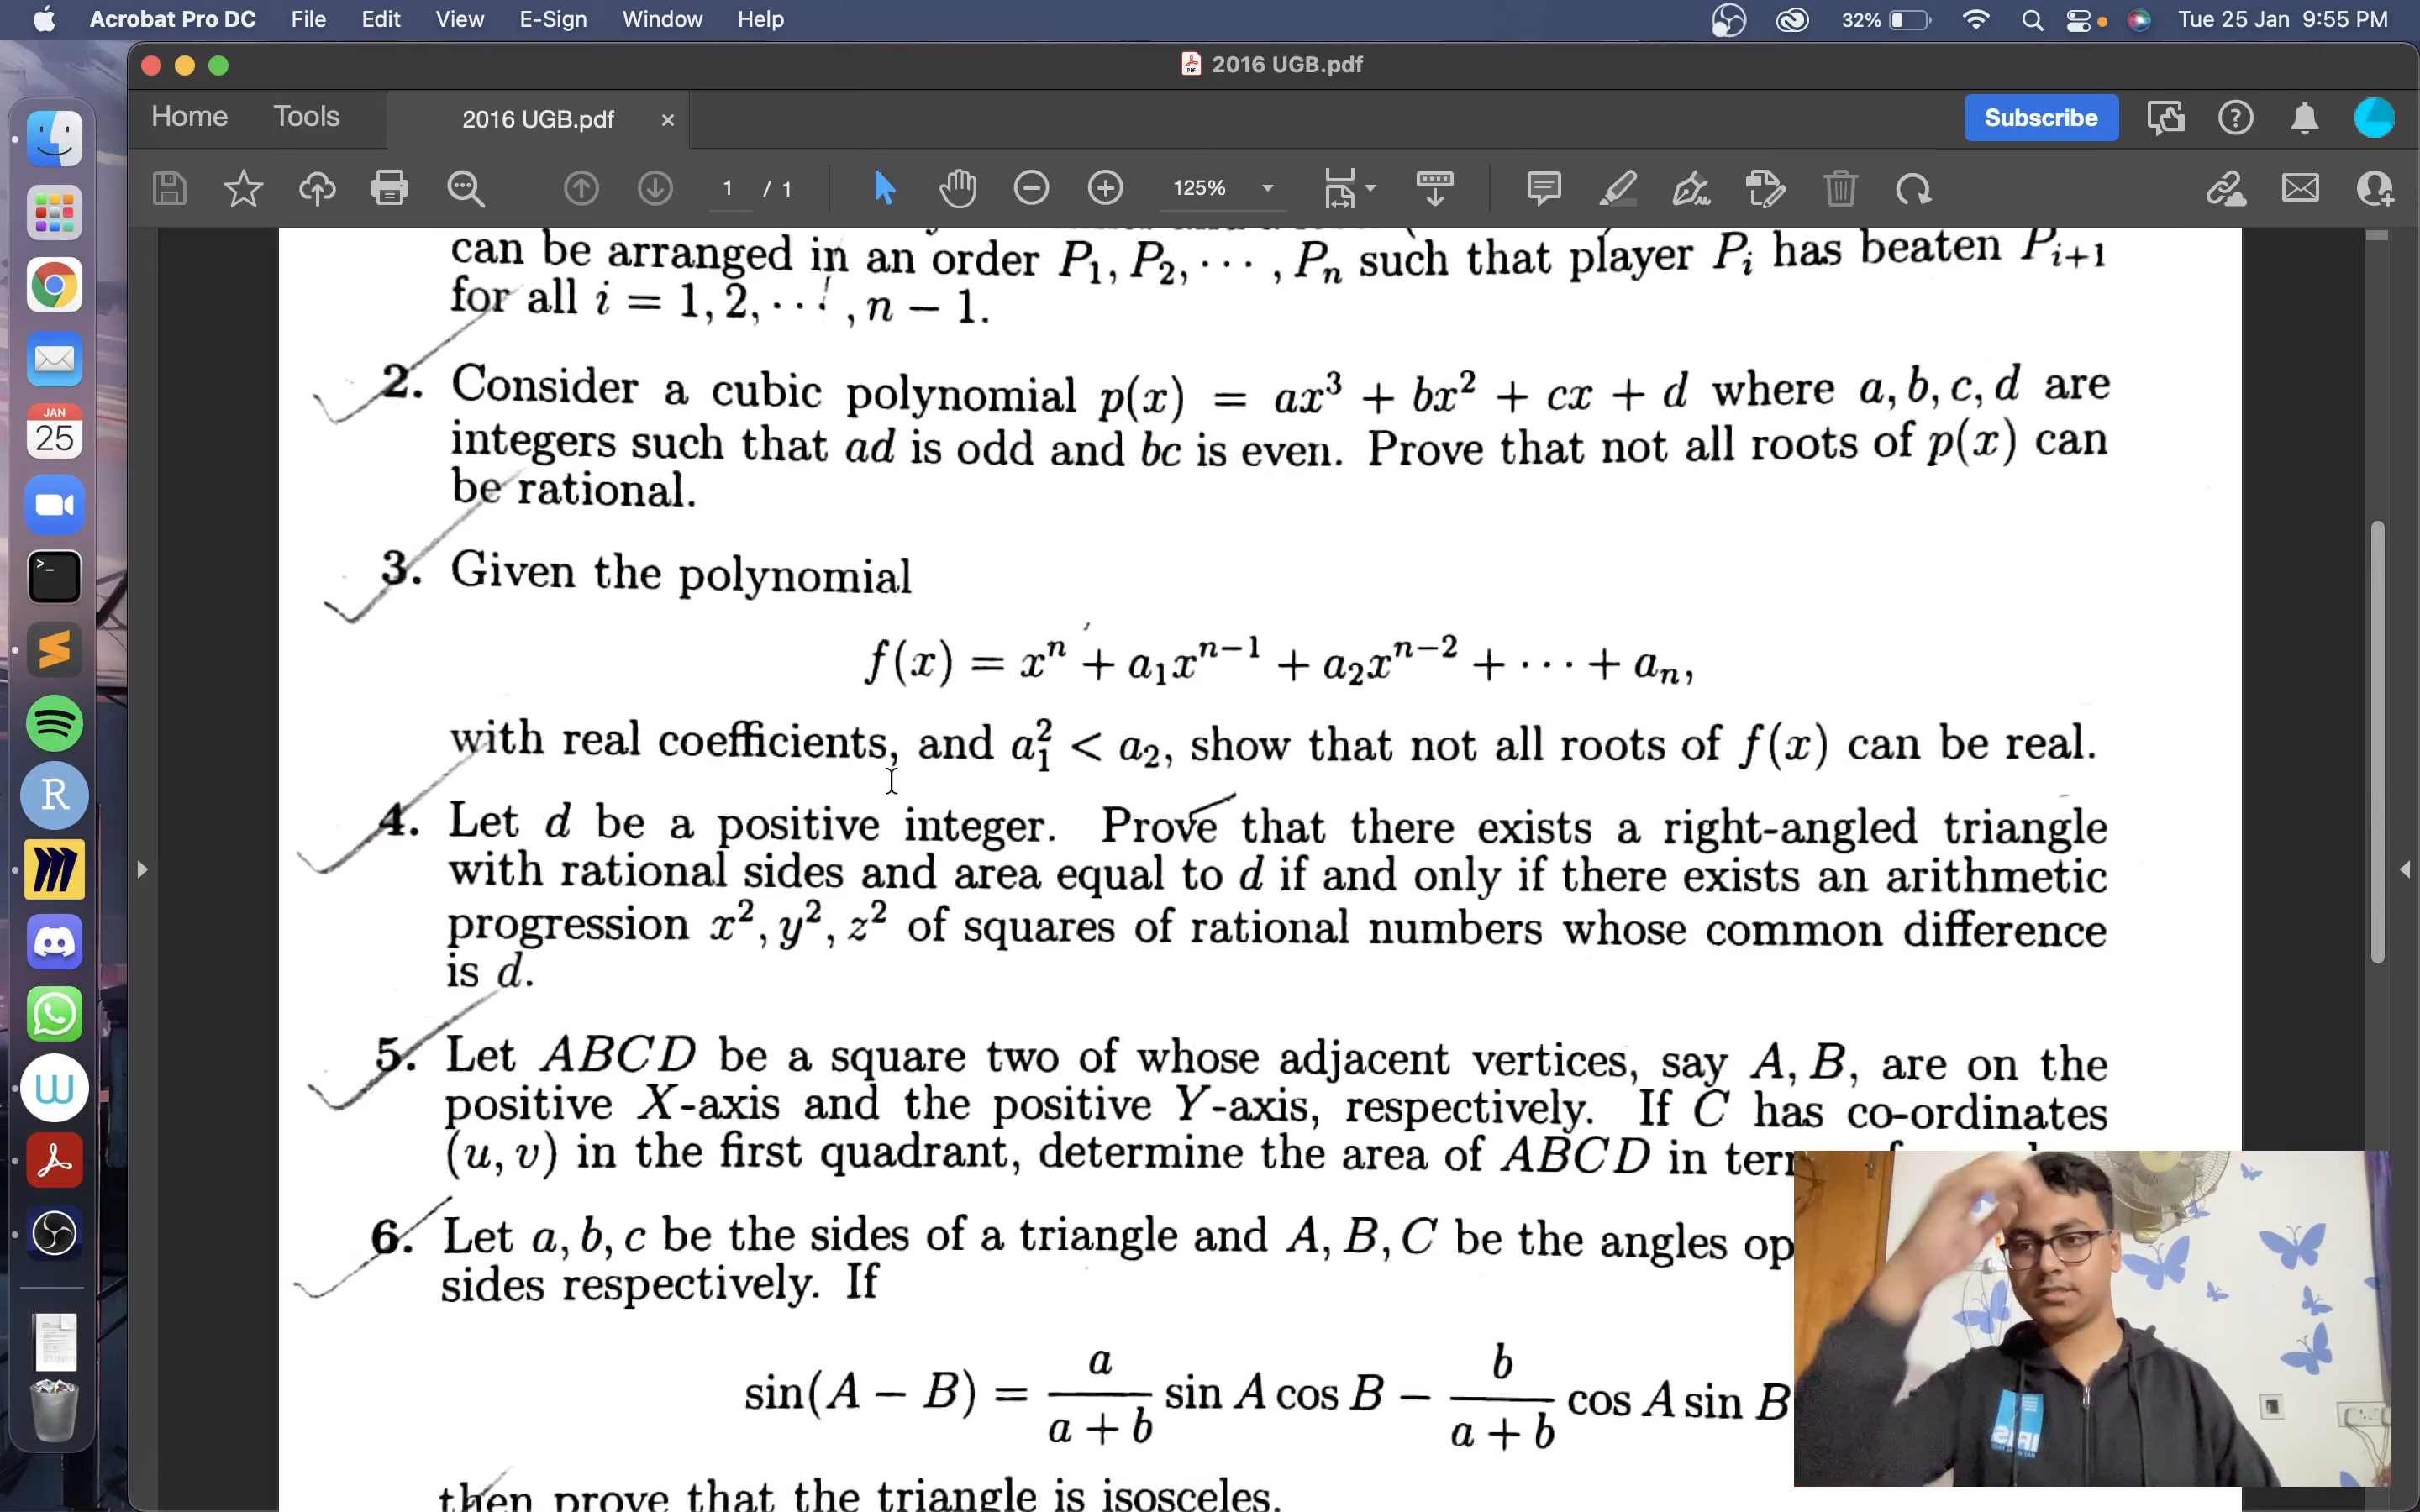 Acrobat Pro DC File Edit View E-Sign Window Help 32% Tue 25 Jan 9:55 PM
2016 UGB.pdf
Home Tools 2016 UGB.pdf × Subscribe
1 / 1 125%
can be arranged in an order P₁, P₂, ⋯ , Pₙ such that player Pᵢ has beaten Pᵢ₊₁
for all i = 1, 2, ⋯ , n − 1.
2. Consider a cubic polynomial p(x) = ax³ + bx² + cx + d where a, b, c, d are
integers such that ad is odd and bc is even. Prove that not all roots of p(x) can
be rational.
3. Given the polynomial
f(x) = xⁿ + a₁xⁿ⁻¹ + a₂xⁿ⁻² + ⋯ + aₙ,
with real coefficients, and a₁² < a₂, show that not all roots of f(x) can be real.
4. Let d be a positive integer. Prove that there exists a right-angled triangle
with rational sides and area equal to d if and only if there exists an arithmetic
progression x², y², z² of squares of rational numbers whose common difference
is d.
5. Let ABCD be a square two of whose adjacent vertices, say A, B, are on the
positive X-axis and the positive Y-axis, respectively. If C has co-ordinates
(u, v) in the first quadrant, determine the area of ABCD in
6. Let a, b, c be the sides of a triangle and A, B, C be the angles op
sides respectively. If
sin(A − B) = a/(a + b) sin A cos B − b/(a + b) cos A sin B
then prove that the triangle is isosceles.
JAN
25